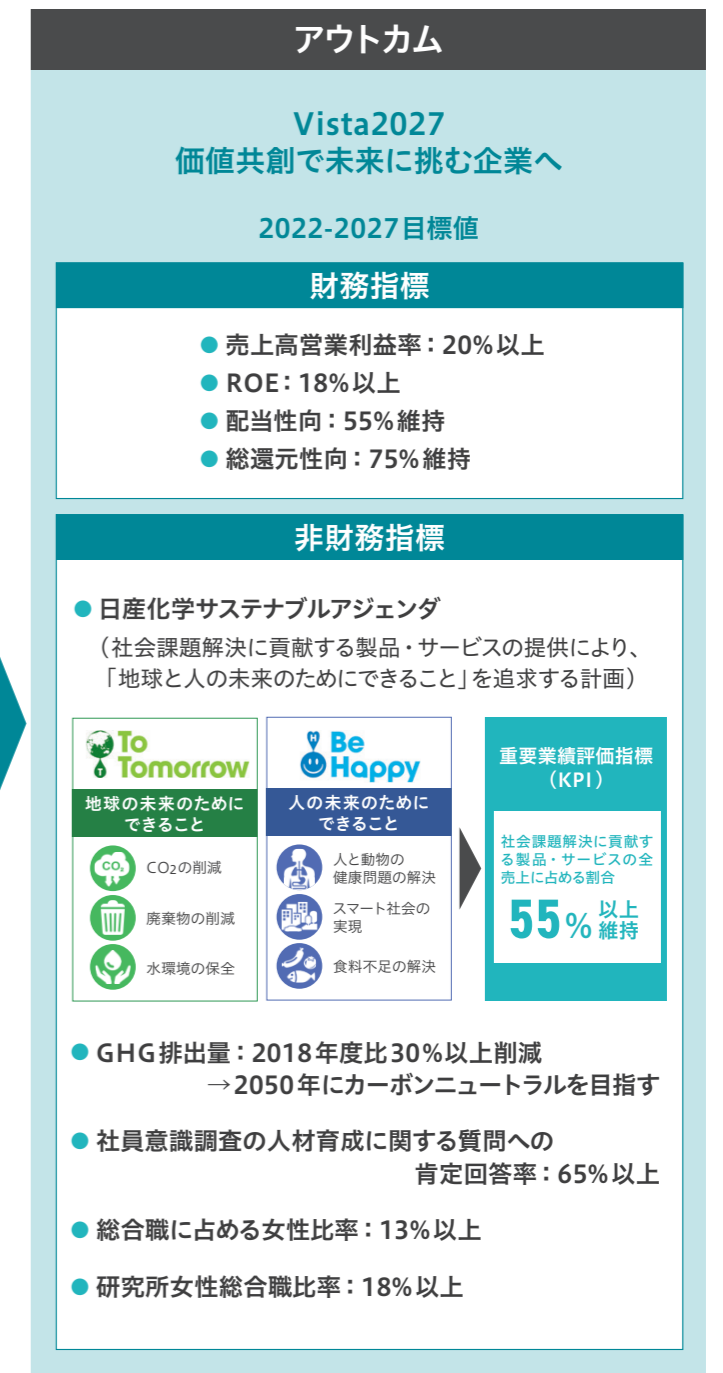 アウトカム
Vista2027
価値共創で未来に挑む企業へ
2022-2027目標値
財務指標
● 売上高営業利益率：20%以上
● ROE：18%以上
● 配当性向：55%維持
● 総還元性向：75%維持
非財務指標
● 日産化学サステナブルアジェンダ
（社会課題解決に貢献する製品・サービスの提供により、
「地球と人の未来のためにできること」を追求する計画）
To
Tomorrow
地球の未来のために
できること
CO₂
CO2の削減
廃棄物の削減
水環境の保全
Be
Happy
人の未来のために
できること
人と動物の
健康問題の解決
スマート社会の
実現
食料不足の解決
重要業績評価指標
（KPI）
社会課題解決に貢献す
る製品・サービスの全
売上に占める割合
55%以上
維持
● GHG排出量：2018年度比30%以上削減
→2050年にカーボンニュートラルを目指す
● 社員意識調査の人材育成に関する質問への
肯定回答率：65%以上
● 総合職に占める女性比率：13%以上
● 研究所女性総合職比率：18%以上